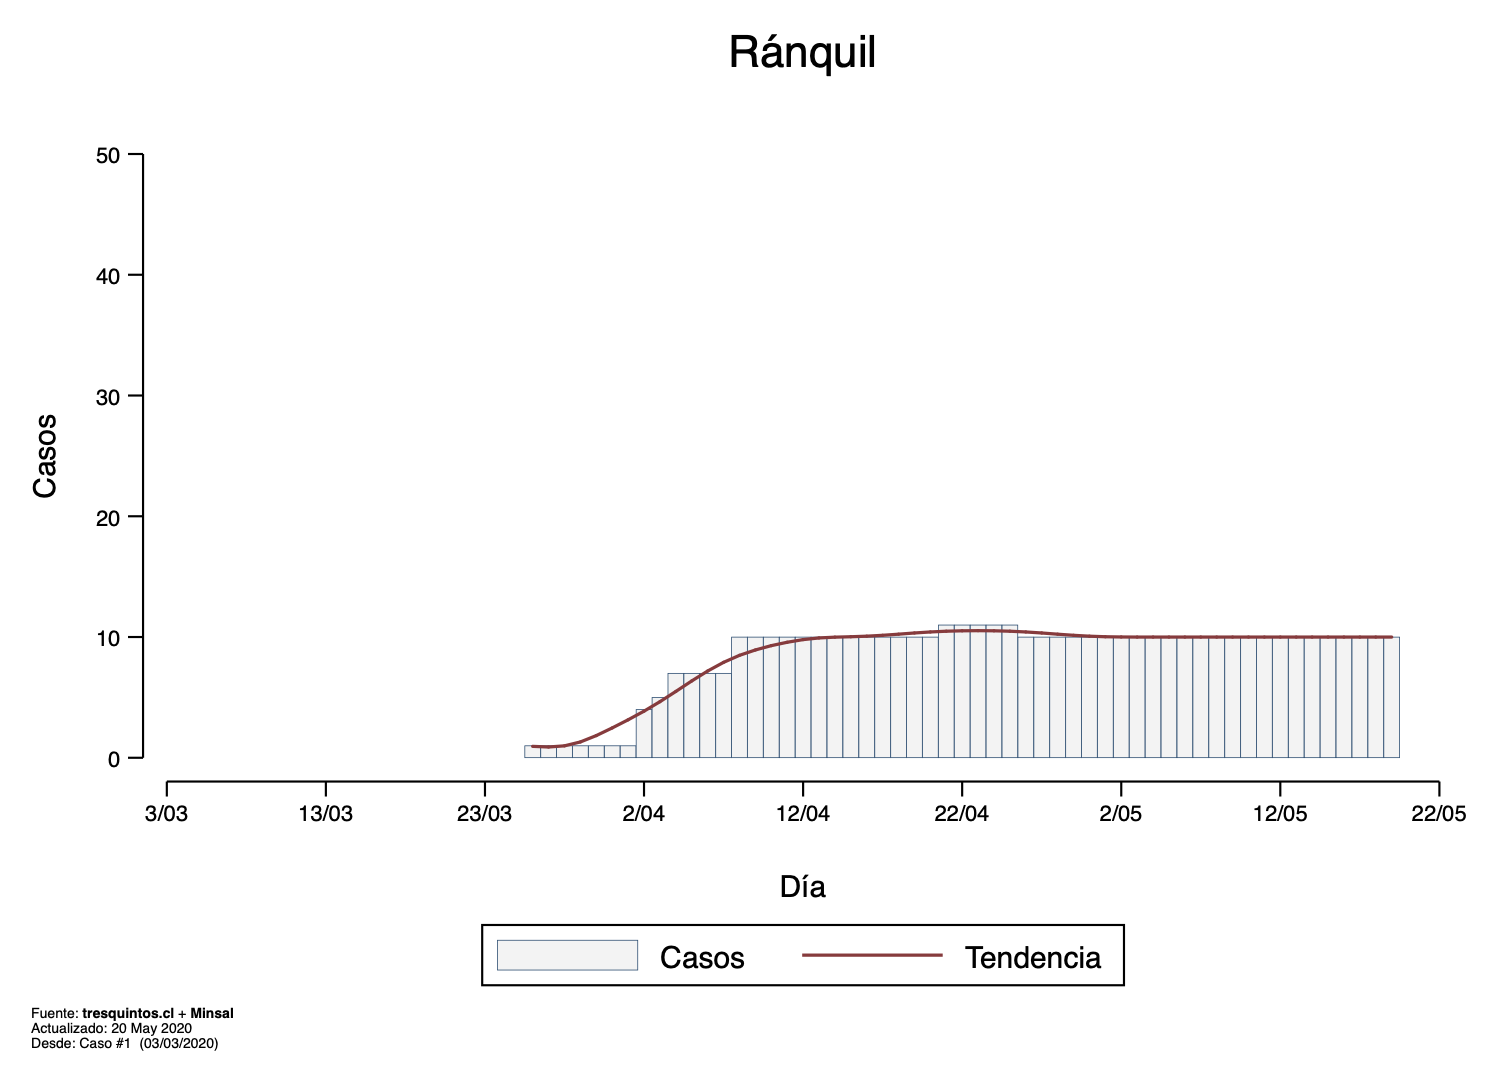 Ránquil
50
40
30
20
10
0
Casos
3/03 13/03 23/03 2/04 12/04 22/04 2/05 12/05 22/05
Día
Casos Tendencia
Fuente: tresquintos.cl + Minsal
Actualizado: 20 May 2020
Desde: Caso #1 (03/03/2020)